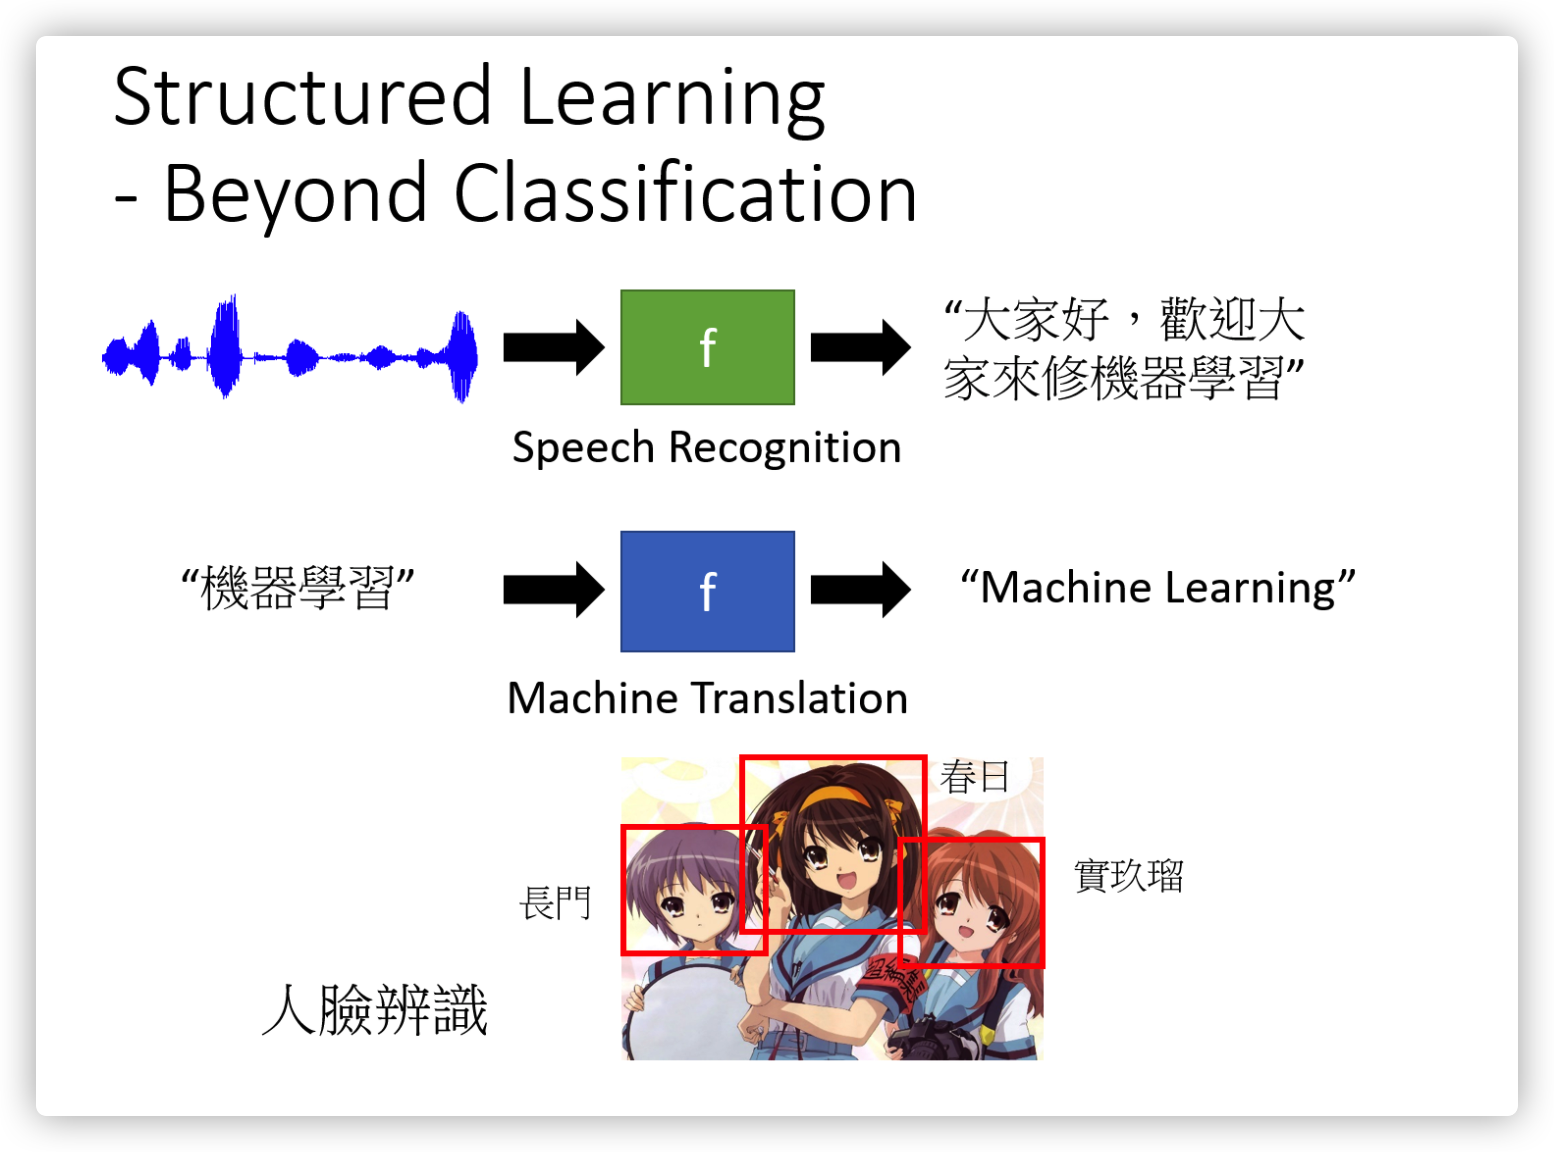 Structured Learning
- Beyond Classification
f
“大家好，歡迎大
家來修機器學習”
Speech Recognition
“機器學習”
f
“Machine Learning”
Machine Translation
春日
實玖瑠
長門
人臉辨識